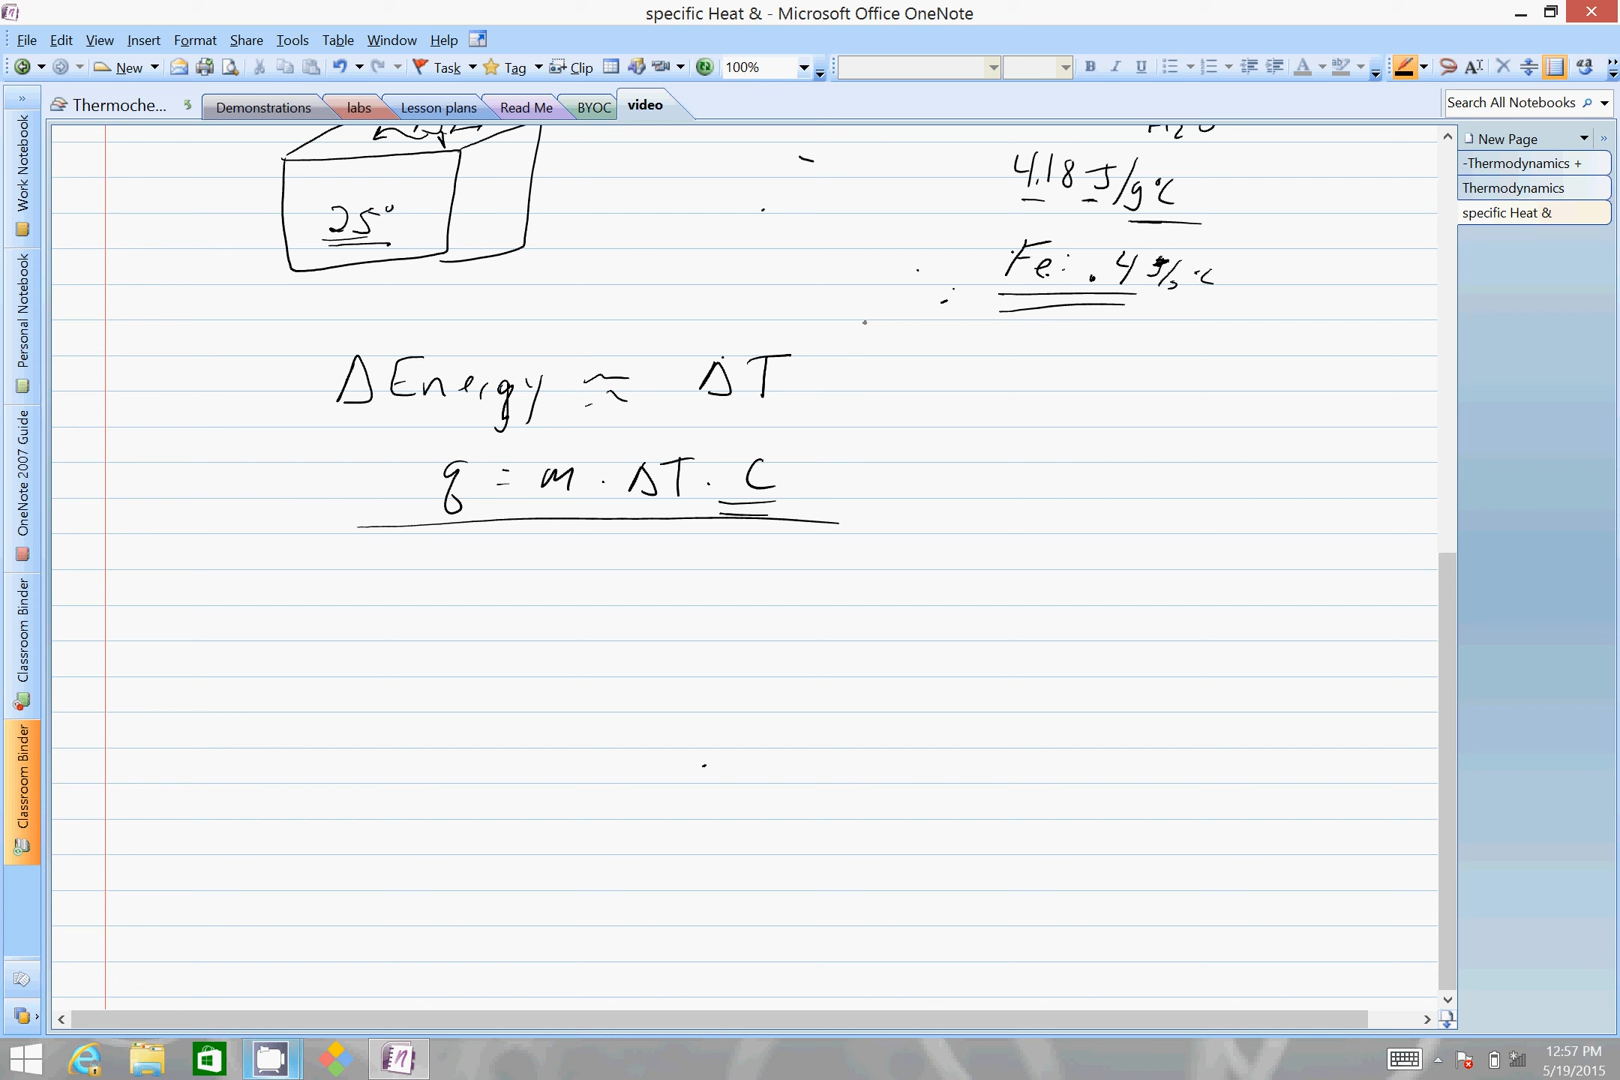 specific Heat & - Microsoft Office OneNote
File Edit View Insert Format Share Tools Table Window Help
New Task Tag Clip 100%
Thermoche... Demonstrations labs Lesson plans Read Me BYOC video
Search All Notebooks
New Page
-Thermodynamics +
Thermodynamics
specific Heat &
Work Notebook
Personal Notebook
OneNote 2007 Guide
Classroom Binder
Classroom Binder
H2O
4.18 J/g°C
25°
Fe: .4 J/g °C
ΔEnergy ≈ ΔT
q = m · ΔT · C
12:57 PM
5/19/2015